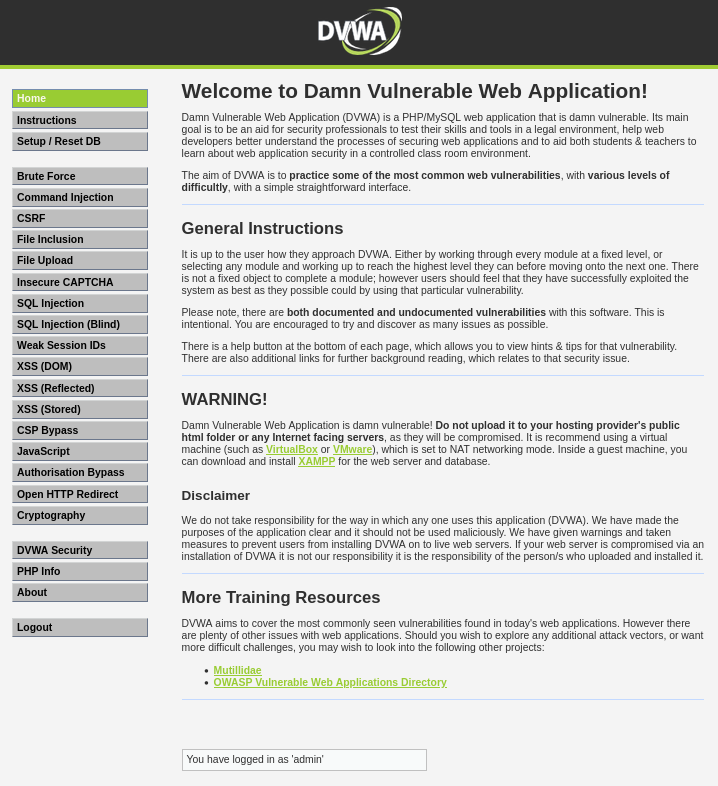 DVWA
Home
Instructions
Setup / Reset DB
Brute Force
Command Injection
CSRF
File Inclusion
File Upload
Insecure CAPTCHA
SQL Injection
SQL Injection (Blind)
Weak Session IDs
XSS (DOM)
XSS (Reflected)
XSS (Stored)
CSP Bypass
JavaScript
Authorisation Bypass
Open HTTP Redirect
Cryptography
DVWA Security
PHP Info
About
Logout
Welcome to Damn Vulnerable Web Application!
Damn Vulnerable Web Application (DVWA) is a PHP/MySQL web application that is damn vulnerable. Its main
goal is to be an aid for security professionals to test their skills and tools in a legal environment, help web
developers better understand the processes of securing web applications and to aid both students & teachers to
learn about web application security in a controlled class room environment.
The aim of DVWA is to practice some of the most common web vulnerabilities, with various levels of
difficultly, with a simple straightforward interface.
General Instructions
It is up to the user how they approach DVWA. Either by working through every module at a fixed level, or
selecting any module and working up to reach the highest level they can before moving onto the next one. There
is not a fixed object to complete a module; however users should feel that they have successfully exploited the
system as best as they possible could by using that particular vulnerability.
Please note, there are both documented and undocumented vulnerabilities with this software. This is
intentional. You are encouraged to try and discover as many issues as possible.
There is a help button at the bottom of each page, which allows you to view hints & tips for that vulnerability.
There are also additional links for further background reading, which relates to that security issue.
WARNING!
Damn Vulnerable Web Application is damn vulnerable! Do not upload it to your hosting provider's public
html folder or any Internet facing servers, as they will be compromised. It is recommend using a virtual
machine (such as VirtualBox or VMware), which is set to NAT networking mode. Inside a guest machine, you
can download and install XAMPP for the web server and database.
Disclaimer
We do not take responsibility for the way in which any one uses this application (DVWA). We have made the
purposes of the application clear and it should not be used maliciously. We have given warnings and taken
measures to prevent users from installing DVWA on to live web servers. If your web server is compromised via an
installation of DVWA it is not our responsibility it is the responsibility of the person/s who uploaded and installed it.
More Training Resources
DVWA aims to cover the most commonly seen vulnerabilities found in today's web applications. However there
are plenty of other issues with web applications. Should you wish to explore any additional attack vectors, or want
more difficult challenges, you may wish to look into the following other projects:
• Mutillidae
• OWASP Vulnerable Web Applications Directory
You have logged in as 'admin'